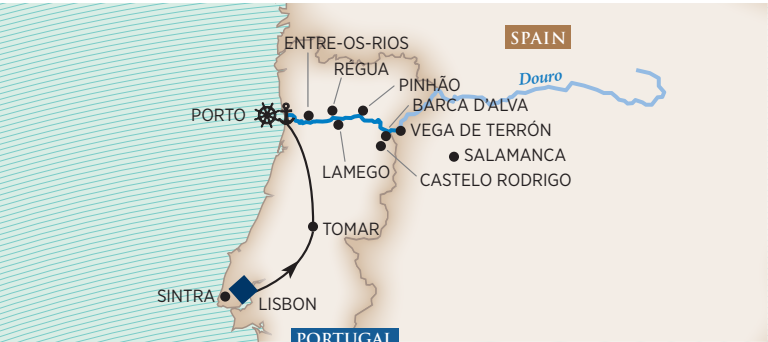 SPAIN
ENTRE-OS-RIOS
RÉGUA
Douro
PINHÃO
BARCA D'ALVA
PORTO
VEGA DE TERRÓN
SALAMANCA
LAMEGO
CASTELO RODRIGO
TOMAR
SINTRA
LISBON
PORTUGAL